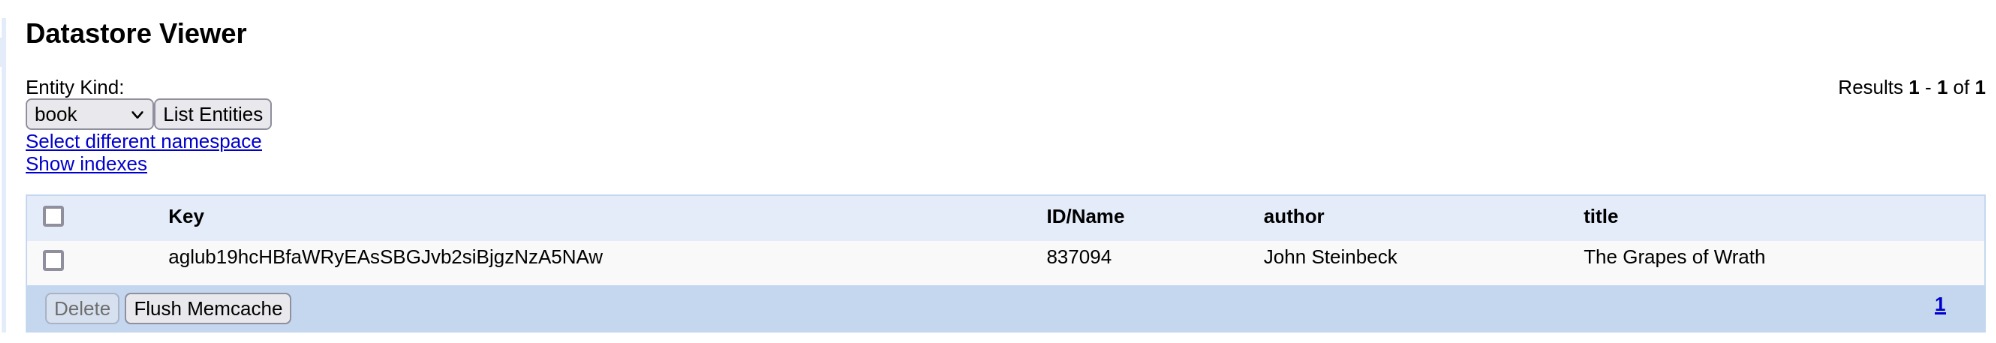 Datastore Viewer
Entity Kind:
Results 1 - 1 of 1
book List Entities
Select different namespace
Show indexes
Key ID/Name author title
aglub19hcHBfaWRyEAsSBGJvb2siBjgzNzA5NAw 837094 John Steinbeck The Grapes of Wrath
Delete Flush Memcache 1